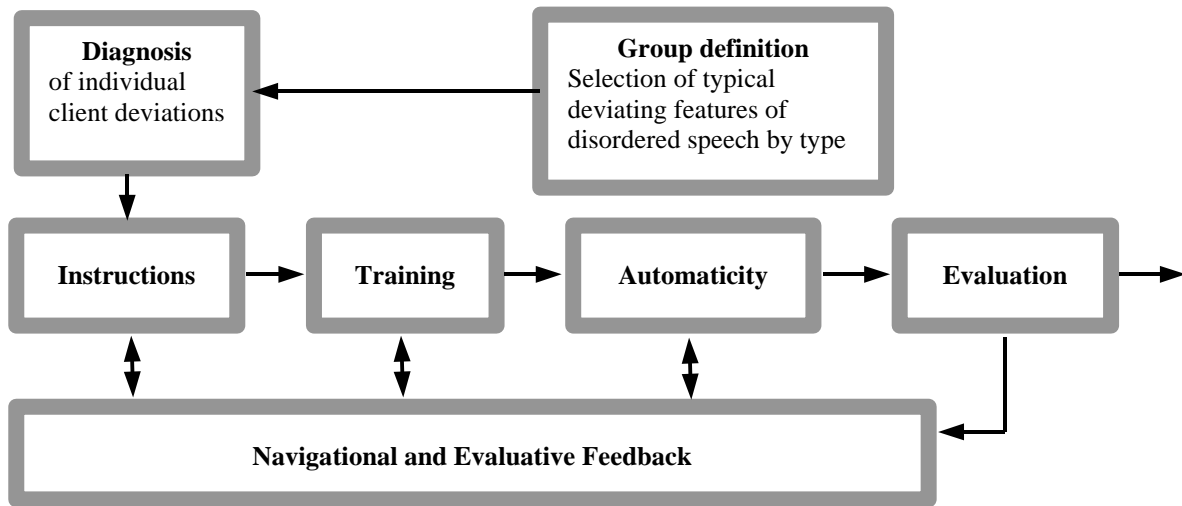 Diagnosis
of individual
client deviations
Group definition
Selection of typical
deviating features of
disordered speech by type
Instructions
Training
Automaticity
Evaluation
Navigational and Evaluative Feedback